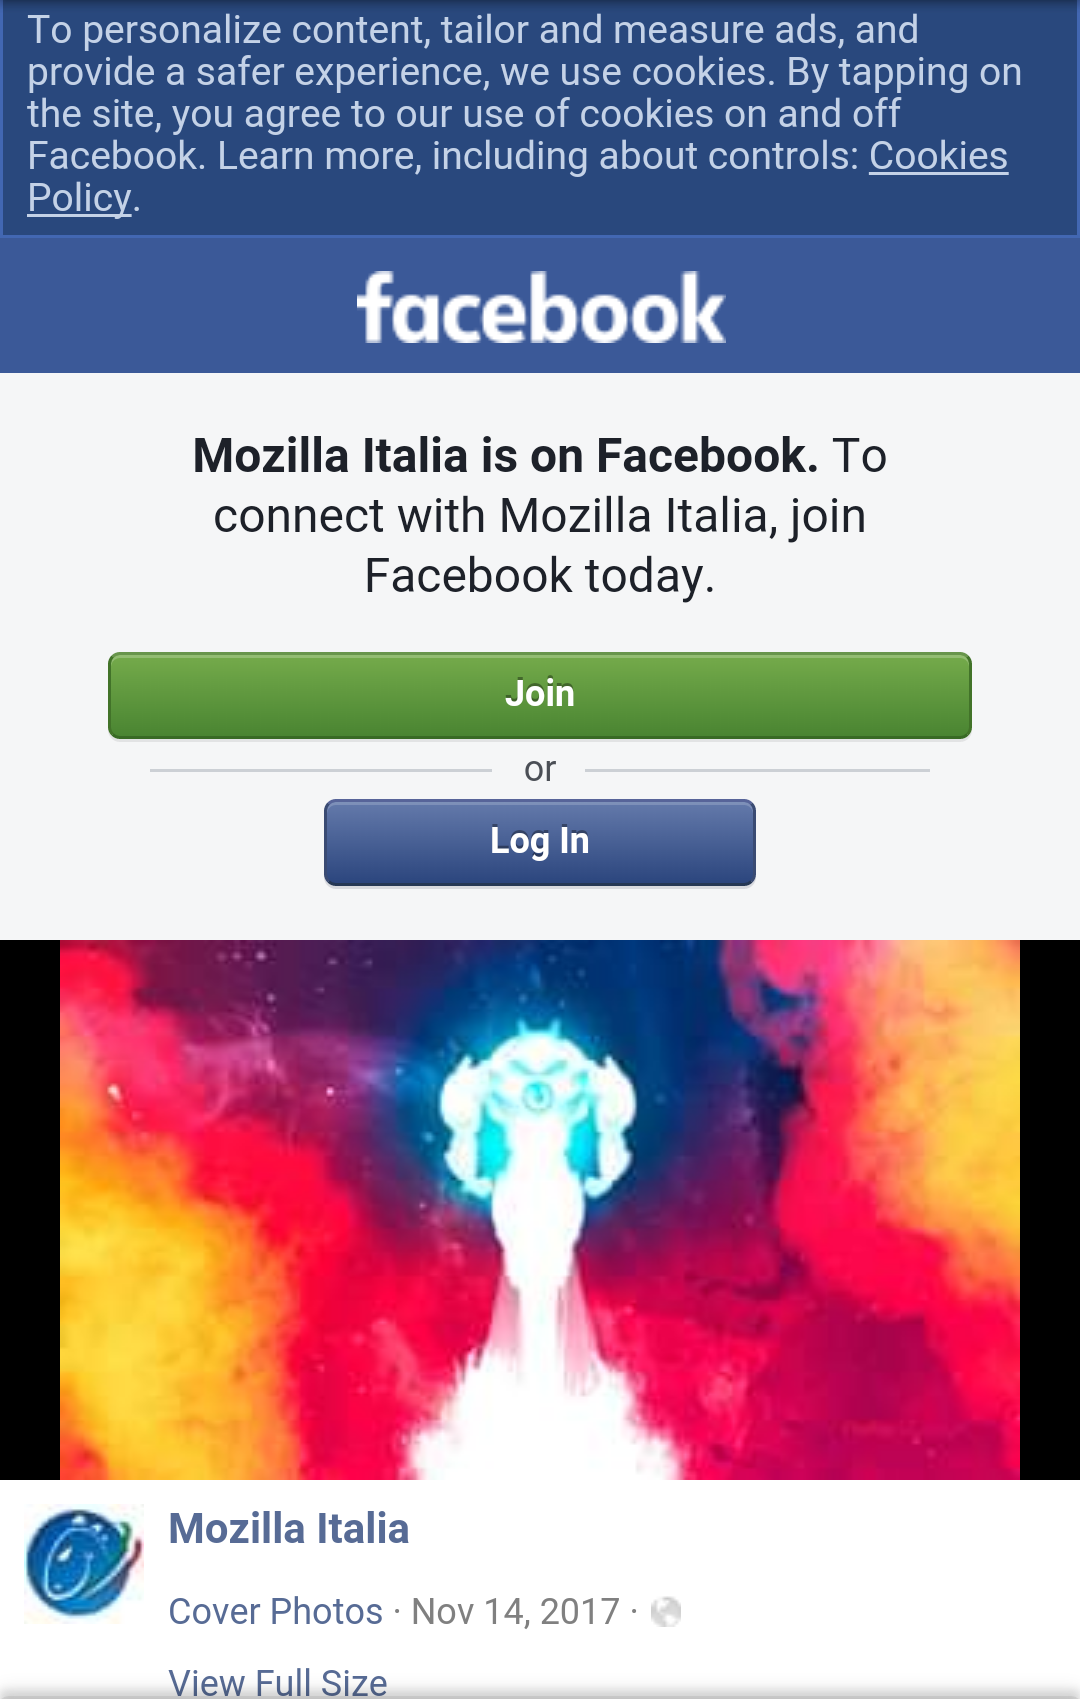 To personalize content, tailor and measure ads, and
provide a safer experience, we use cookies. By tapping on
the site, you agree to our use of cookies on and off
Facebook. Learn more, including about controls: Cookies
Policy.
facebook
Mozilla Italia is on Facebook. To
connect with Mozilla Italia, join
Facebook today.
Join
or
Log In
Mozilla Italia
Cover Photos · Nov 14, 2017 ·
View Full Size